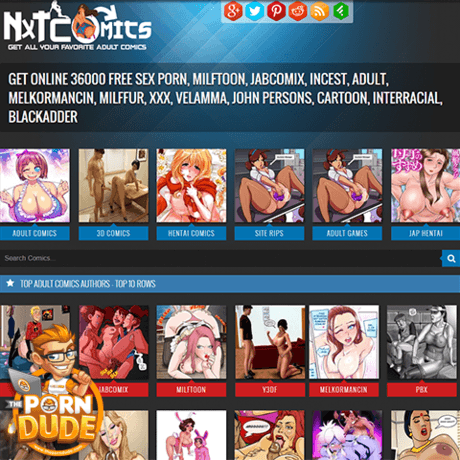 NXTCOMICS
GET ALL YOUR FAVORITE ADULT COMICS
GET ONLINE 36000 FREE SEX PORN, MILFTOON, JABCOMIX, INCEST, ADULT,
MELKORMANCIN, MILFFUR, XXX, VELAMMA, JOHN PERSONS, CARTOON, INTERRACIAL,
BLACKADDER
ADULT COMICS
3D COMICS
HENTAI COMICS
SITE RIPS
ADULT GAMES
JAP HENTAI
Search Comics...
TOP ADULT COMICS AUTHORS - TOP 10 ROWS
JABCOMIX
MILFTOON
Y3DF
MELKORMANCIN
PBX
THE
PORN
DUDE